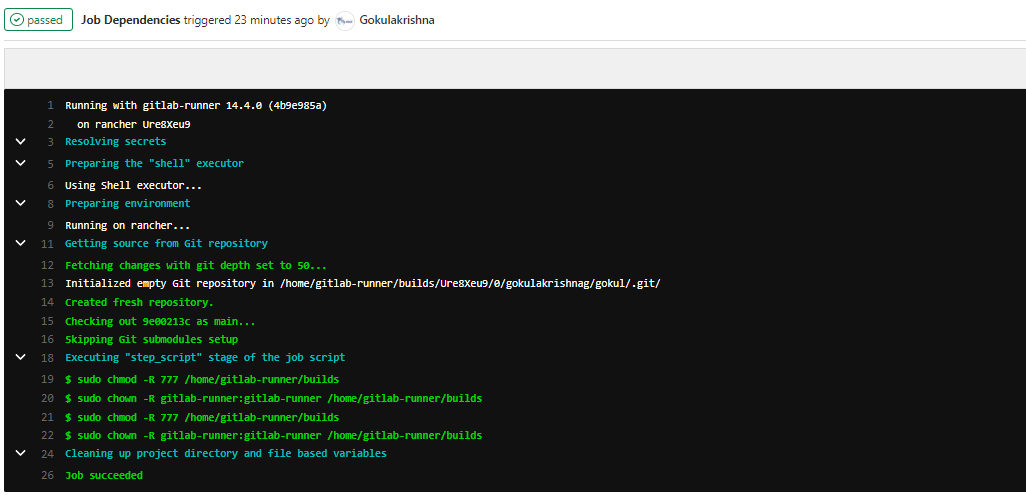 passed Job Dependencies triggered 23 minutes ago by Gokulakrishna
1 Running with gitlab-runner 14.4.0 (4b9e985a)
2 on rancher Ure8Xeu9
3 Resolving secrets
5 Preparing the "shell" executor
6 Using Shell executor...
8 Preparing environment
9 Running on rancher...
11 Getting source from Git repository
12 Fetching changes with git depth set to 50...
13 Initialized empty Git repository in /home/gitlab-runner/builds/Ure8Xeu9/0/gokulakrishnag/gokul/.git/
14 Created fresh repository.
15 Checking out 9e00213c as main...
16 Skipping Git submodules setup
18 Executing "step_script" stage of the job script
19 $ sudo chmod -R 777 /home/gitlab-runner/builds
20 $ sudo chown -R gitlab-runner:gitlab-runner /home/gitlab-runner/builds
21 $ sudo chmod -R 777 /home/gitlab-runner/builds
22 $ sudo chown -R gitlab-runner:gitlab-runner /home/gitlab-runner/builds
24 Cleaning up project directory and file based variables
26 Job succeeded